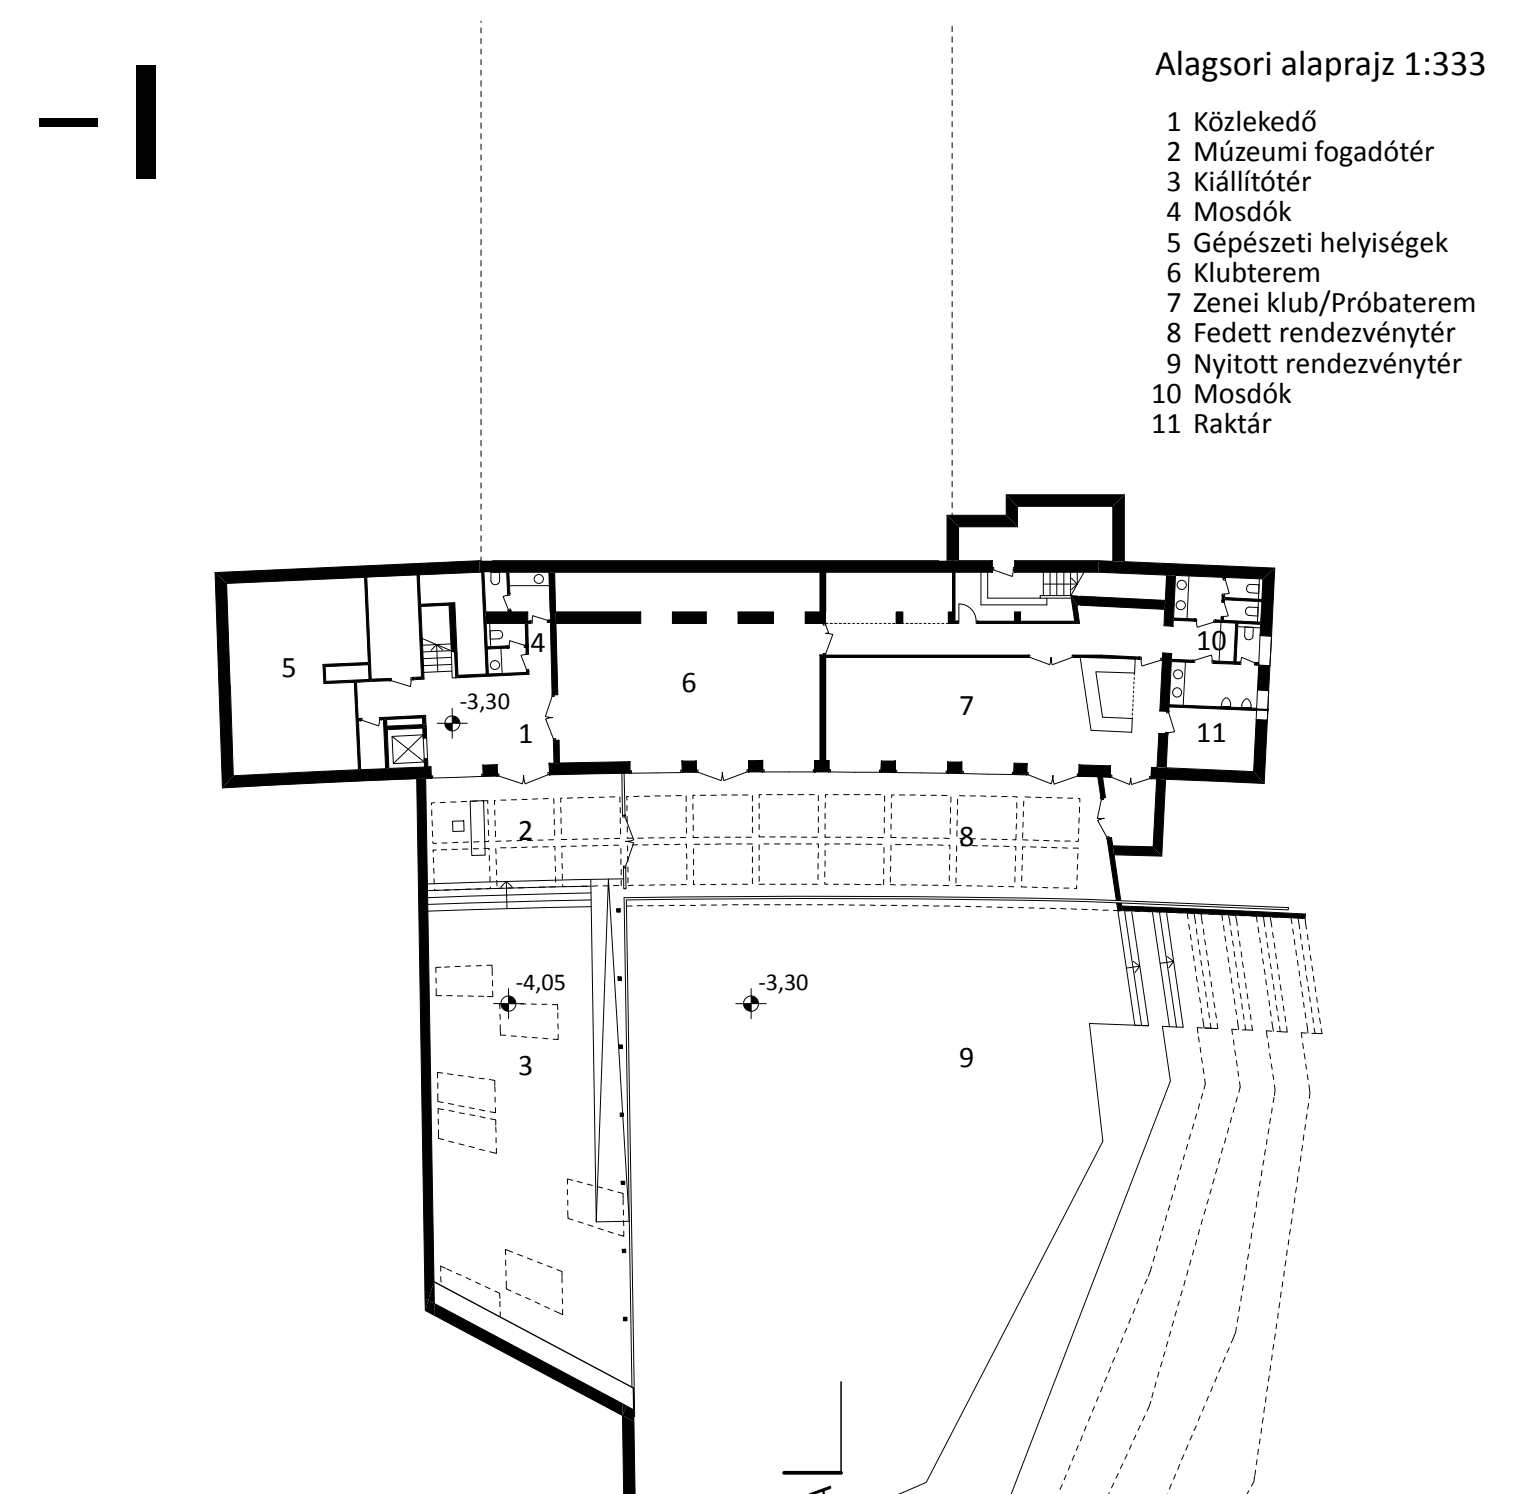 Alagsori alaprajz 1:333
1 Közlekedő
2 Múzeumi fogadótér
3 Kiállítótér
4 Mosdók
5 Gépészeti helyiségek
6 Klubterem
7 Zenei klub/Próbaterem
8 Fedett rendezvénytér
9 Nyitott rendezvénytér
10 Mosdók
11 Raktár
4
10
5
6
-3,30
7
1
11
2
8
-4,05
-3,30
3
9
A